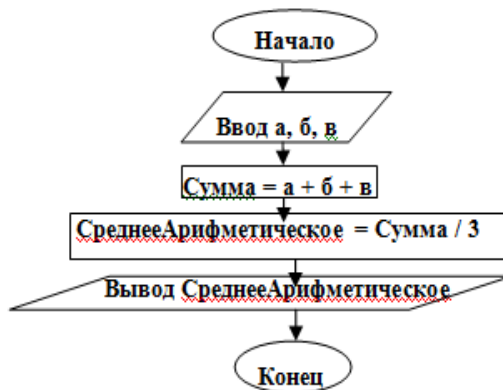 Начало
Ввод а, б, в
Сумма = а + б + в
СреднееАрифметическое = Сумма / 3
Вывод СреднееАрифметическое
Конец